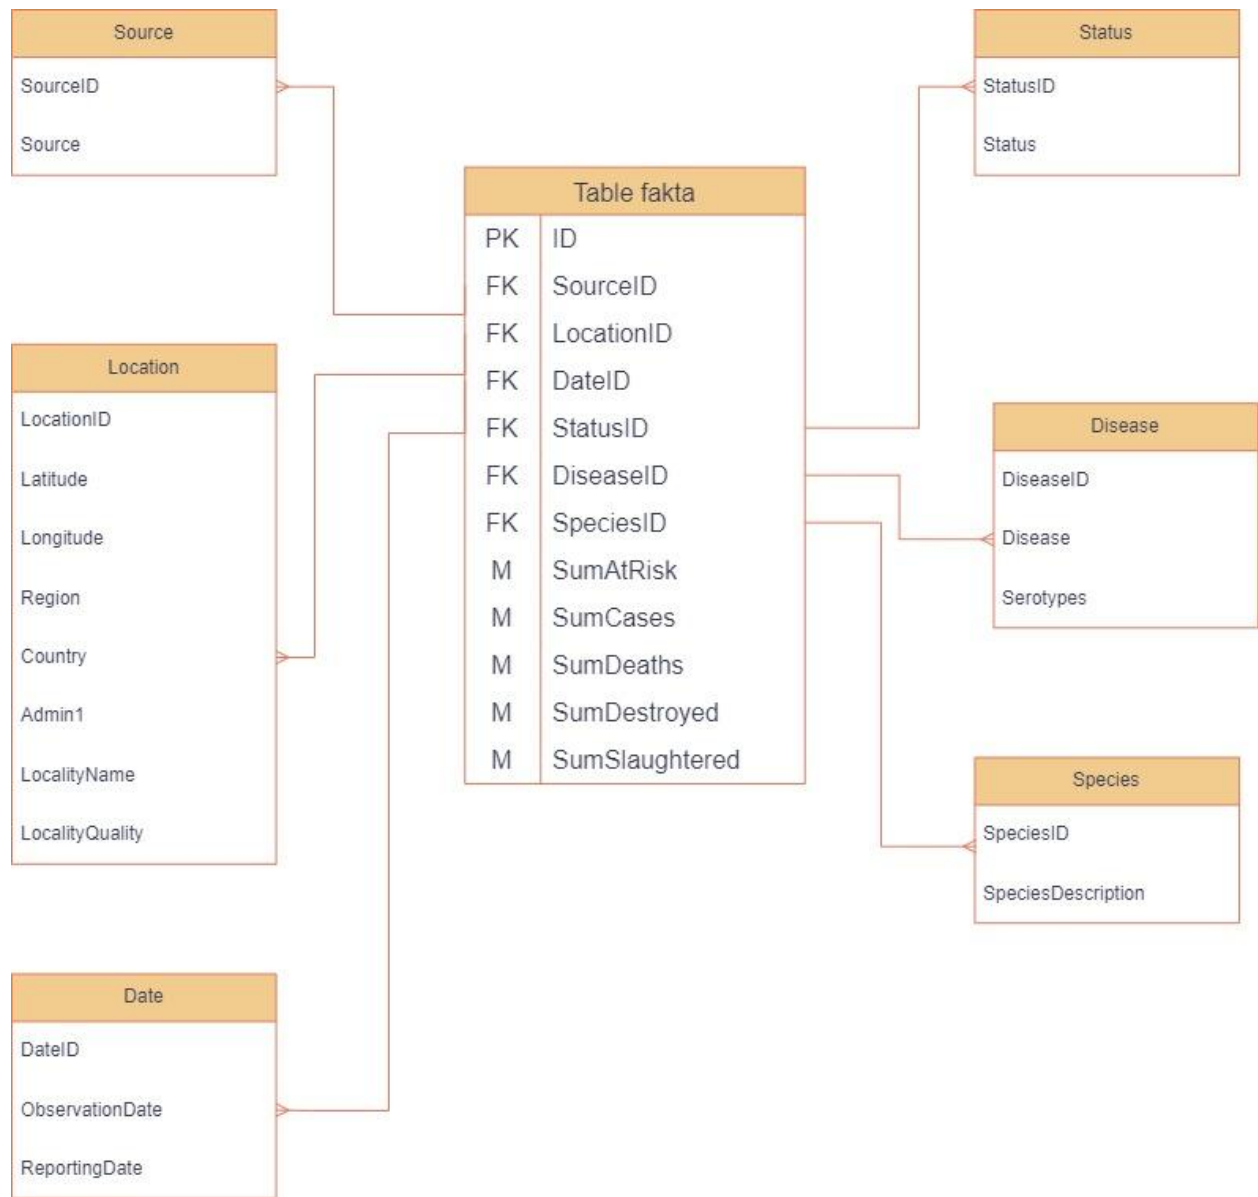 Source
SourceID
Source
Status
StatusID
Status
Table fakta
PK ID
FK SourceID
FK LocationID
FK DateID
FK StatusID
FK DiseaseID
FK SpeciesID
M SumAtRisk
M SumCases
M SumDeaths
M SumDestroyed
M SumSlaughtered
Location
LocationID
Latitude
Longitude
Region
Country
Admin1
LocalityName
LocalityQuality
Disease
DiseaseID
Disease
Serotypes
Species
SpeciesID
SpeciesDescription
Date
DateID
ObservationDate
ReportingDate